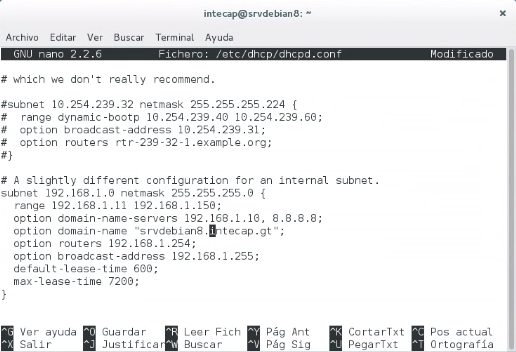 intecap@srvdebian8: ~ ×
Archivo Editar Ver Buscar Terminal Ayuda
GNU nano 2.2.6 Fichero: /etc/dhcp/dhcpd.conf Modificado
# which we don't really recommend.
#subnet 10.254.239.32 netmask 255.255.255.224 {
#  range dynamic-bootp 10.254.239.40 10.254.239.60;
#  option broadcast-address 10.254.239.31;
#  option routers rtr-239-32-1.example.org;
#}
# A slightly different configuration for an internal subnet.
subnet 192.168.1.0 netmask 255.255.255.0 {
  range 192.168.1.11 192.168.1.150;
  option domain-name-servers 192.168.1.10, 8.8.8.8;
  option domain-name "srvdebian8.intecap.gt";
  option routers 192.168.1.254;
  option broadcast-address 192.168.1.255;
  default-lease-time 600;
  max-lease-time 7200;
}
^G Ver ayuda ^O Guardar ^R Leer Fich ^Y Pág Ant ^K CortarTxt ^C Pos actual
^X Salir ^J Justificar ^W Buscar ^V Pág Sig ^U PegarTxt ^T Ortografía